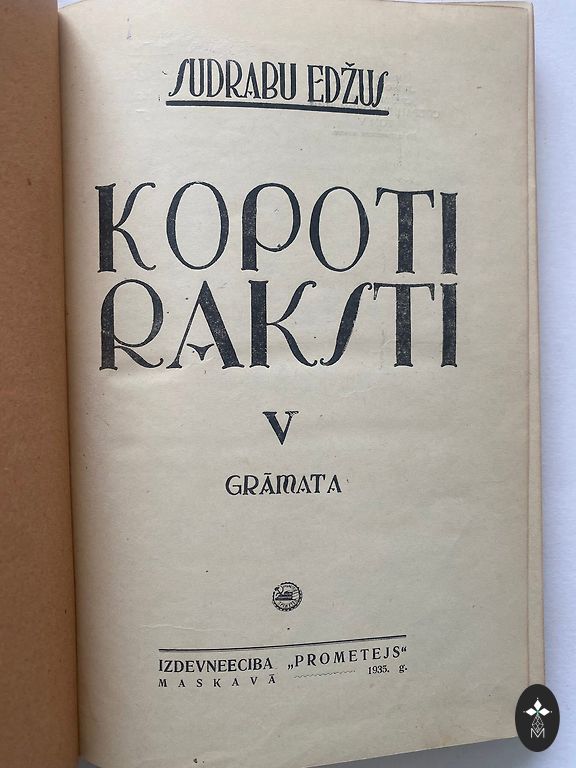 SUDRABU EDŽUS
KOPOTI
RAKSTI
V
GRĀMATA
IZDEVNEECIBA „PROMETEJS“
MASKAVĀ 1935. g.
M